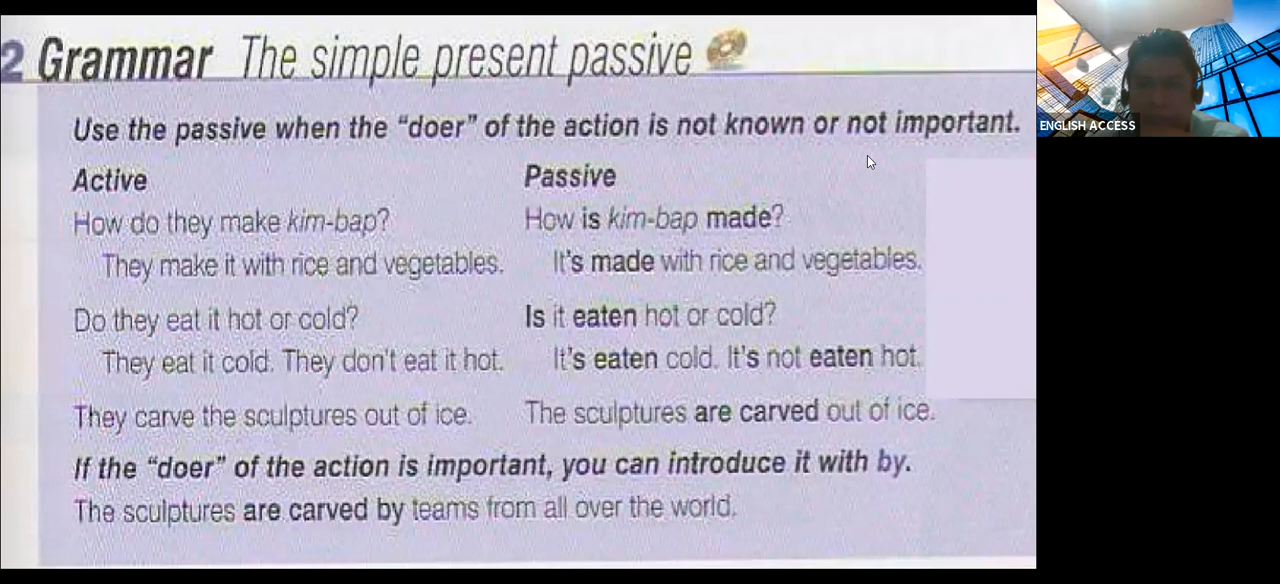 2 Grammar The simple present passive
Use the passive when the “doer” of the action is not known or not important.
Active Passive
How do they make kim-bap? How is kim-bap made?
They make it with rice and vegetables. It's made with rice and vegetables.
Do they eat it hot or cold? Is it eaten hot or cold?
They eat it cold. They don't eat it hot. It's eaten cold. It's not eaten hot.
They carve the sculptures out of ice. The sculptures are carved out of ice.
If the “doer” of the action is important, you can introduce it with by.
The sculptures are carved by teams from all over the world.
ENGLISH ACCESS